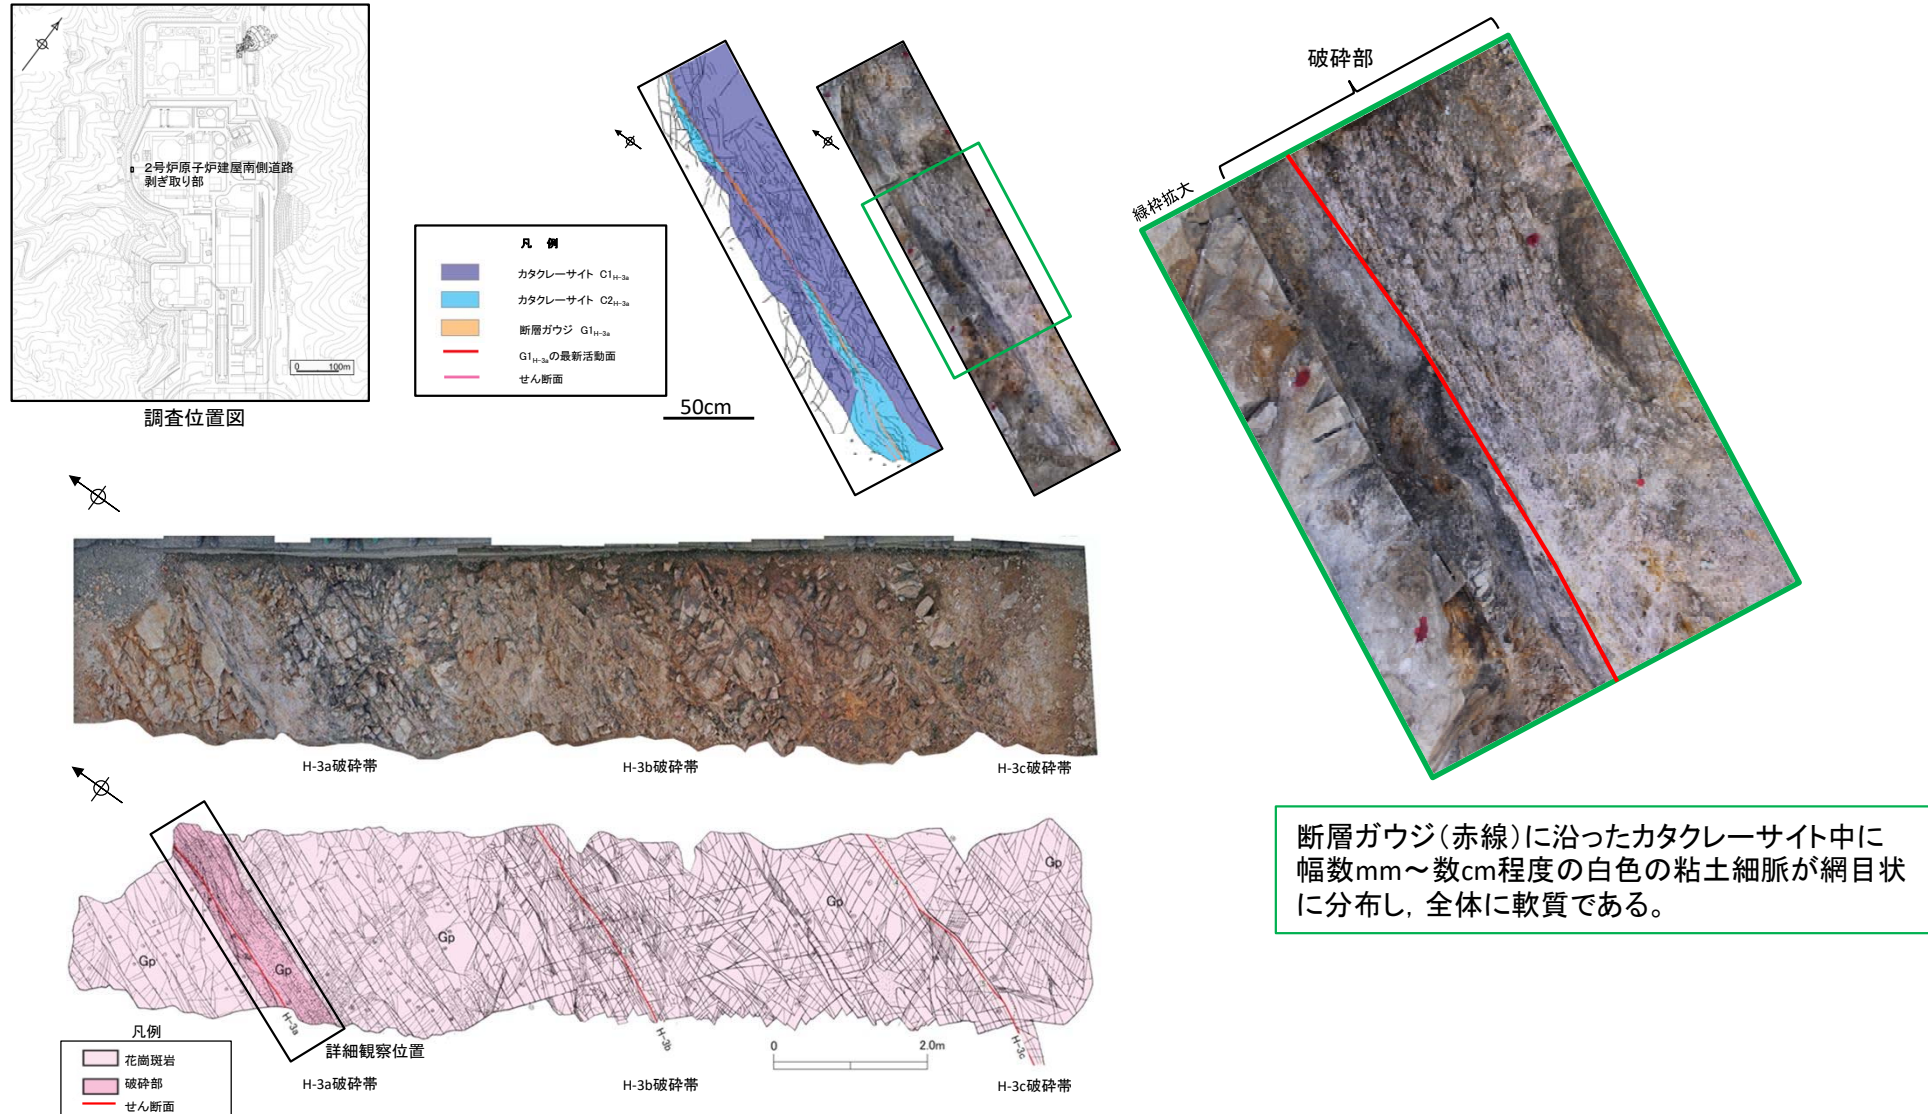 2号炉原子炉建屋南側道路
剥ぎ取り部
0 100m
調査位置図
凡 例
カタクレーサイト C1H-3a
カタクレーサイト C2H-3a
断層ガウジ G1H-3a
G1H-3aの最新活動面
せん断面
50cm
破砕部
緑枠拡大
H-3a破砕帯
H-3b破砕帯
H-3c破砕帯
断層ガウジ（赤線）に沿ったカタクレーサイト中に
幅数mm～数cm程度の白色の粘土細脈が網目状
に分布し，全体に軟質である。
Gp
Gp
Gp
Gp
Gp
H-3a
H-3b
H-3c
詳細観察位置
0 2.0m
凡例
花崗斑岩
破砕部
せん断面
H-3a破砕帯
H-3b破砕帯
H-3c破砕帯